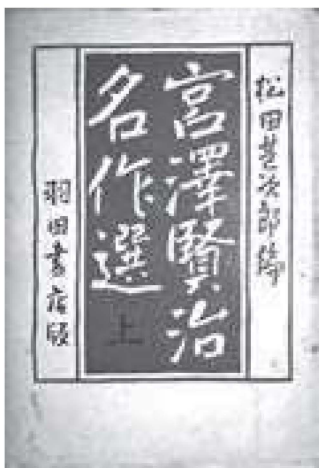 松田甚次郎編
宮澤賢治
名作選
上
羽田書店版